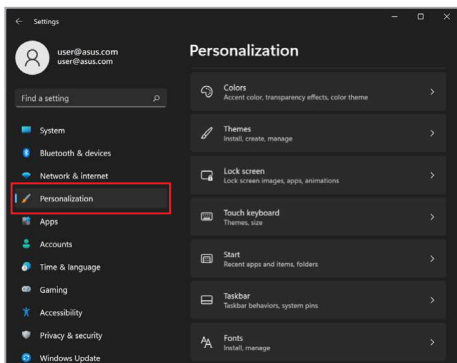 Settings
user@asus.com
user@asus.com
Find a setting
System
Bluetooth & devices
Network & internet
Personalization
Apps
Accounts
Time & language
Gaming
Accessibility
Privacy & security
Windows Update
Personalization
Colors
Accent color, transparency effects, color theme
Themes
Install, create, manage
Lock screen
Lock screen images, apps, animations
Touch keyboard
Themes, size
Start
Recent apps and items, folders
Taskbar
Taskbar behaviors, system pins
Fonts
Install, manage